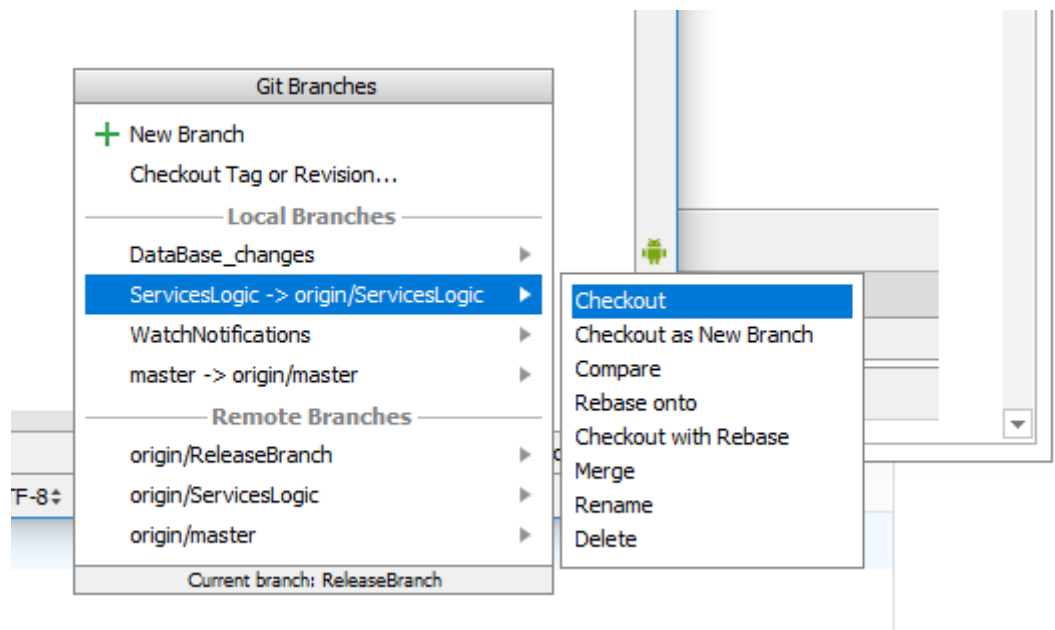 Git Branches
New Branch
Checkout Tag or Revision...
Local Branches
DataBase_changes
ServicesLogic -> origin/ServicesLogic
WatchNotifications
master -> origin/master
Remote Branches
origin/ReleaseBranch
origin/ServicesLogic
origin/master
Current branch: ReleaseBranch
Checkout
Checkout as New Branch
Compare
Rebase onto
Checkout with Rebase
Merge
Rename
Delete
TF-8